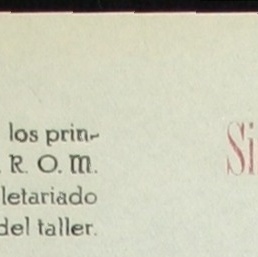 los prin-
. R. O. M.
letariado
del taller.
Si